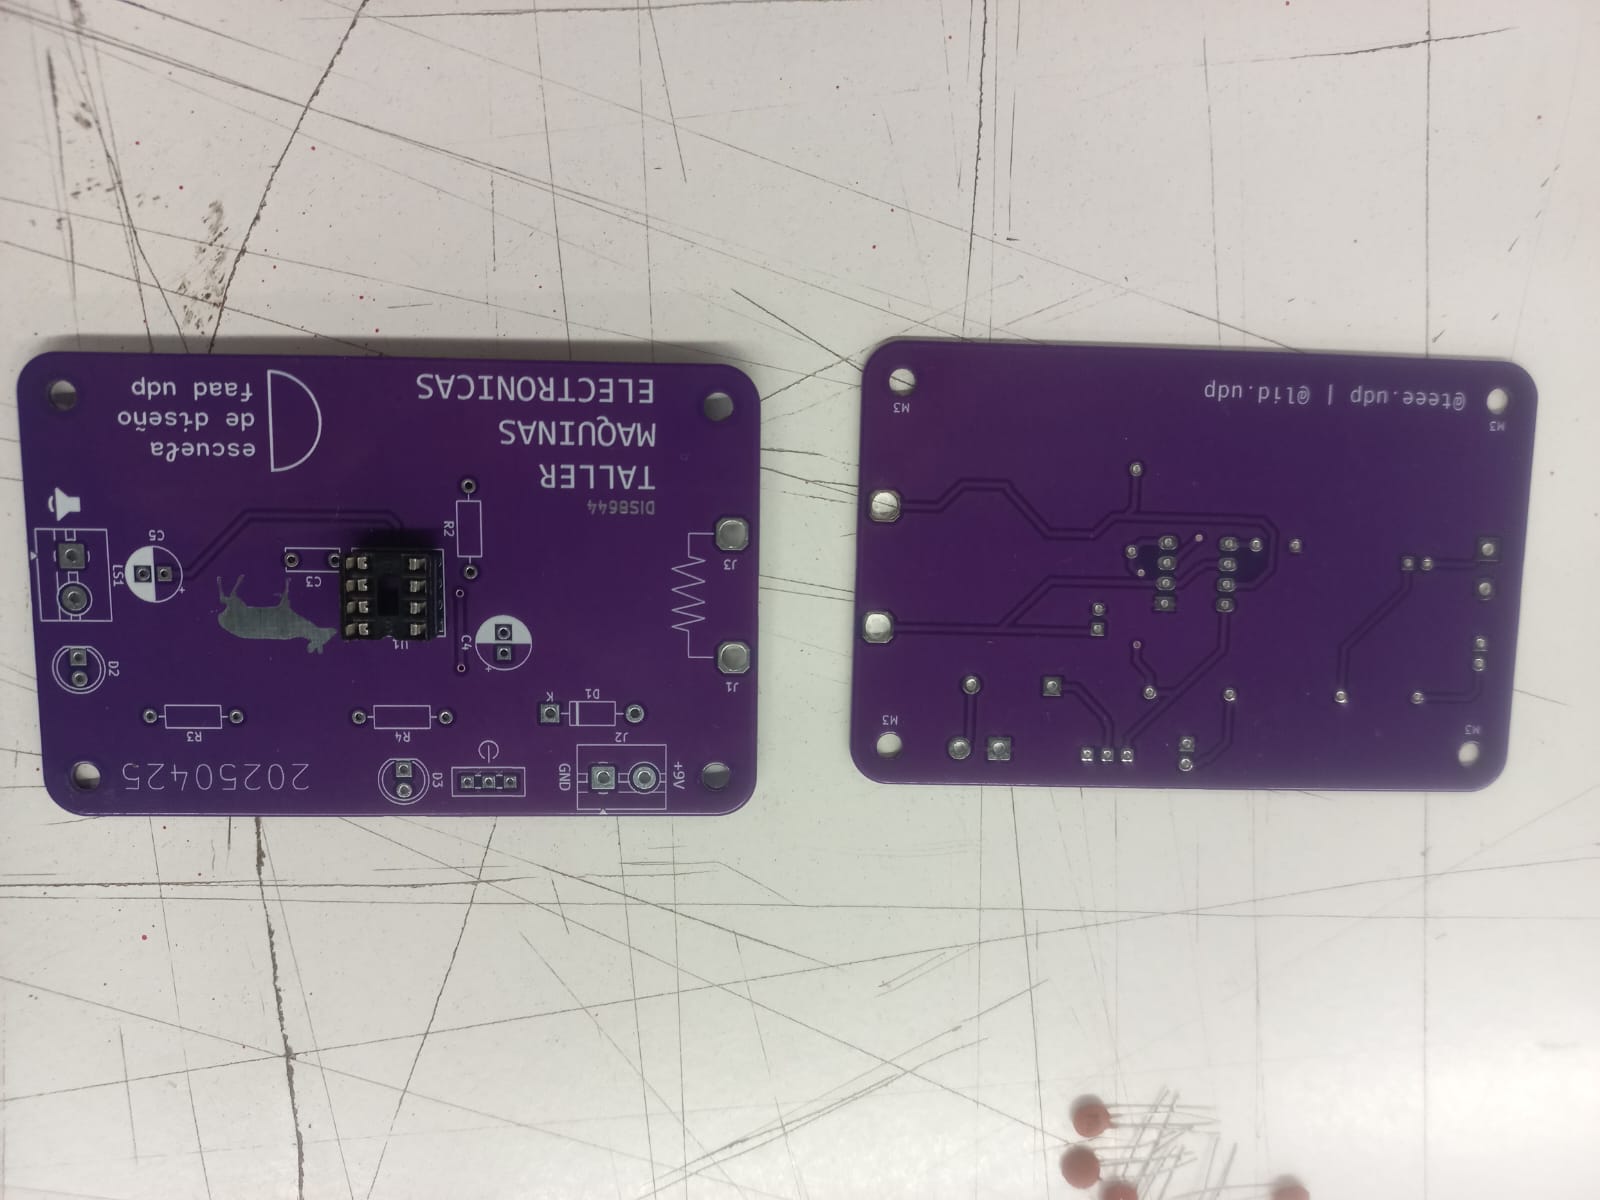 DIS8644
TALLER
MAQUINAS
ELECTRONICAS
escuela
de diseño
faad udp
+9V
GND
J2
D3
20250425
K
D1
R4
R3
J1
J3
C4
+
U1
D2
R2
C3
LS1
C5
+
M3
M3
M3
M3
@teee.udp | @lid.udp